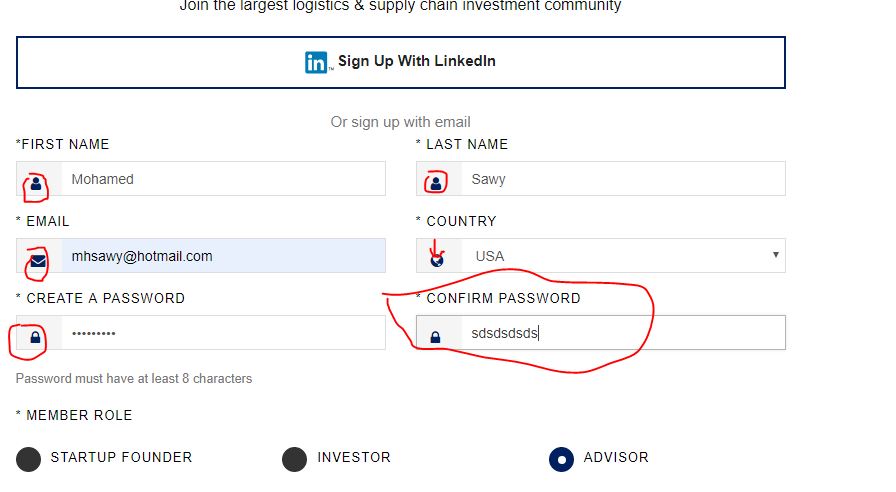 Join the largest logistics & supply chain investment community
in™ Sign Up With LinkedIn
Or sign up with email
*FIRST NAME
* LAST NAME
Mohamed
Sawy
* EMAIL
* COUNTRY
mhsawy@hotmail.com
USA
* CREATE A PASSWORD
* CONFIRM PASSWORD
•••••••••
sdsdsdsds
Password must have at least 8 characters
* MEMBER ROLE
STARTUP FOUNDER
INVESTOR
ADVISOR